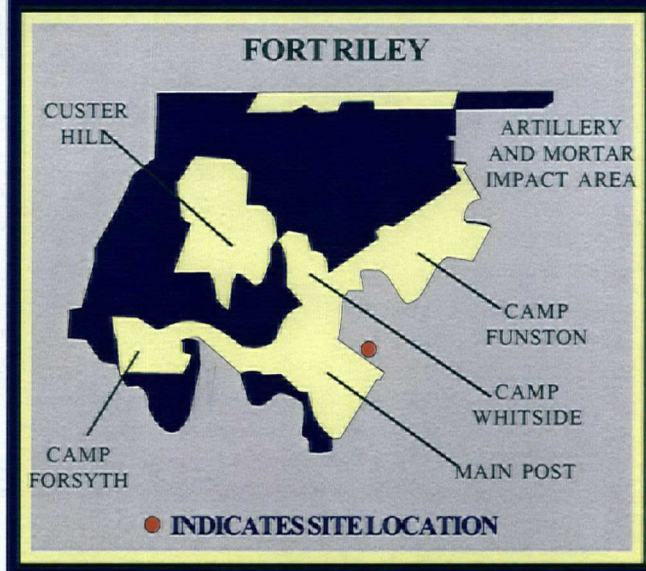 FORT RILEY
CUSTER
HILL
ARTILLERY
AND MORTAR
IMPACT AREA
CAMP
FUNSTON
CAMP
WHITSIDE
MAIN POST
CAMP
FORSYTH
INDICATES SITE LOCATION